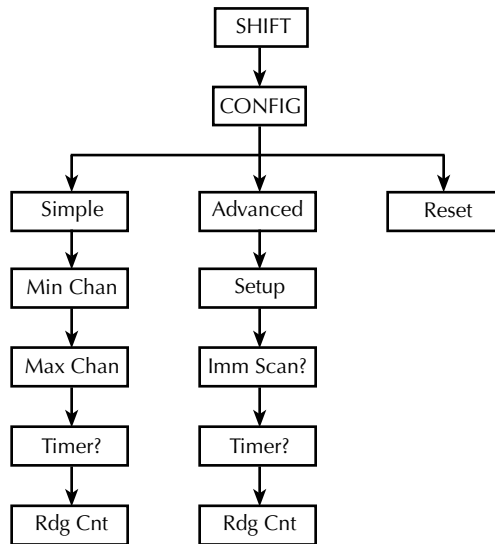 SHIFT
CONFIG
Simple
Advanced
Reset
Min Chan
Setup
Max Chan
Imm Scan?
Timer?
Timer?
Rdg Cnt
Rdg Cnt